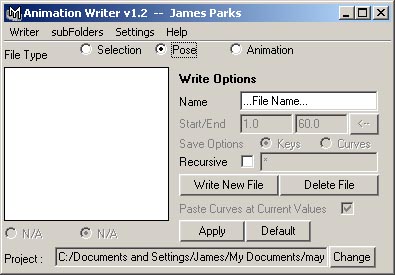 Animation Writer v1.2 -- James Parks
Writer subFolders Settings Help
File Type Selection Pose Animation
Write Options
Name ...File Name...
Start/End 1.0 60.0 <--
Save Options Keys Curves
Recursive *
Write New File Delete File
Paste Curves at Current Values
N/A N/A Apply Default
Project : C:/Documents and Settings/James/My Documents/may Change